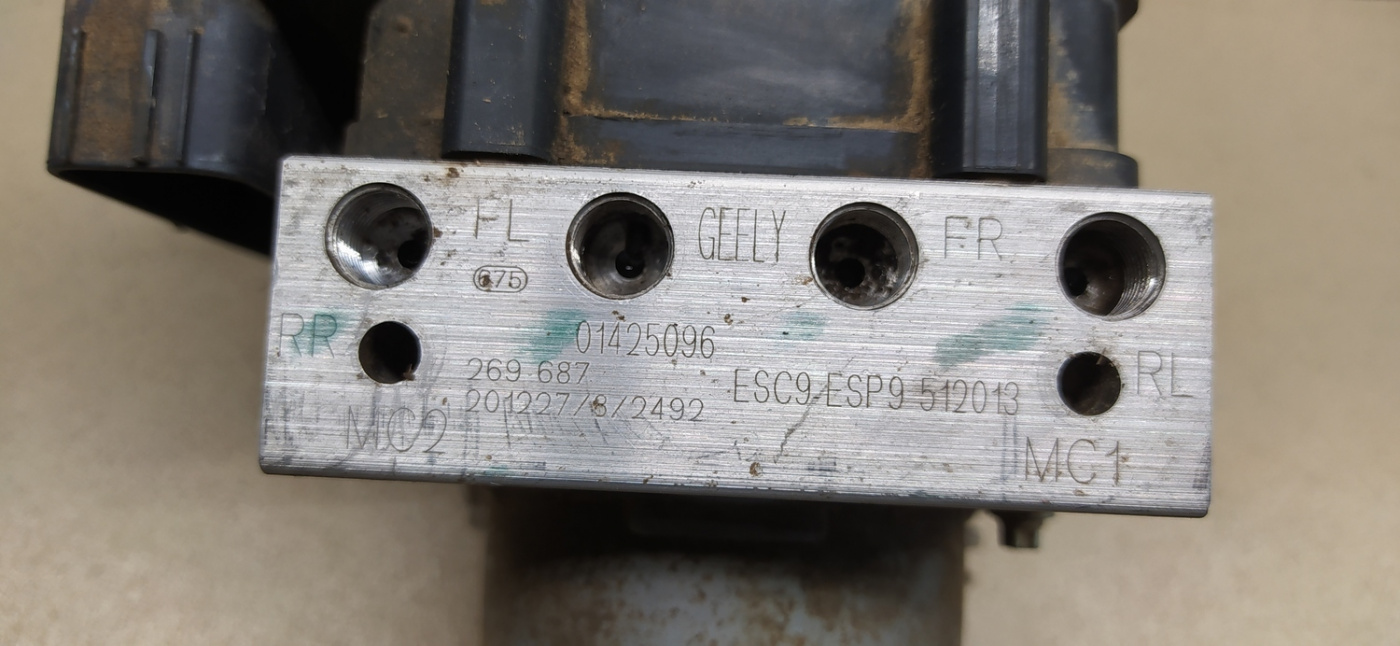 FL GEELY FR
675
RR 01425096 RL
269 687 ESC9/ESP9 512013
201227/8/2492
MC2 MC1